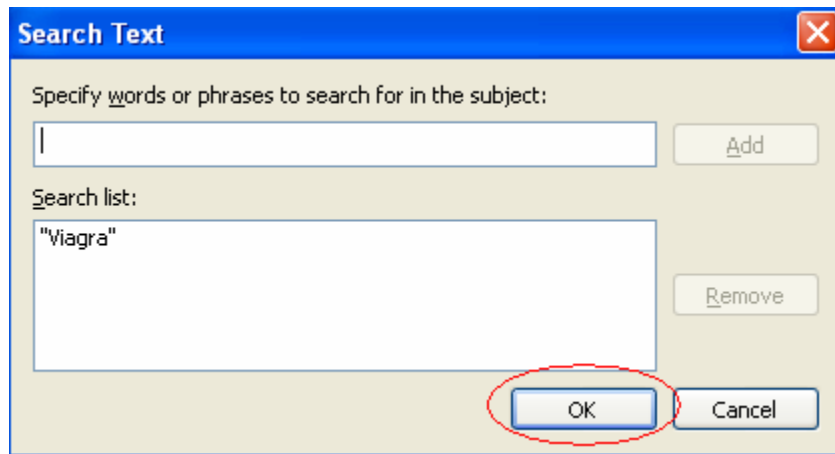 Search Text
Specify words or phrases to search for in the subject:
Add
Search list:
"Viagra"
Remove
OK Cancel